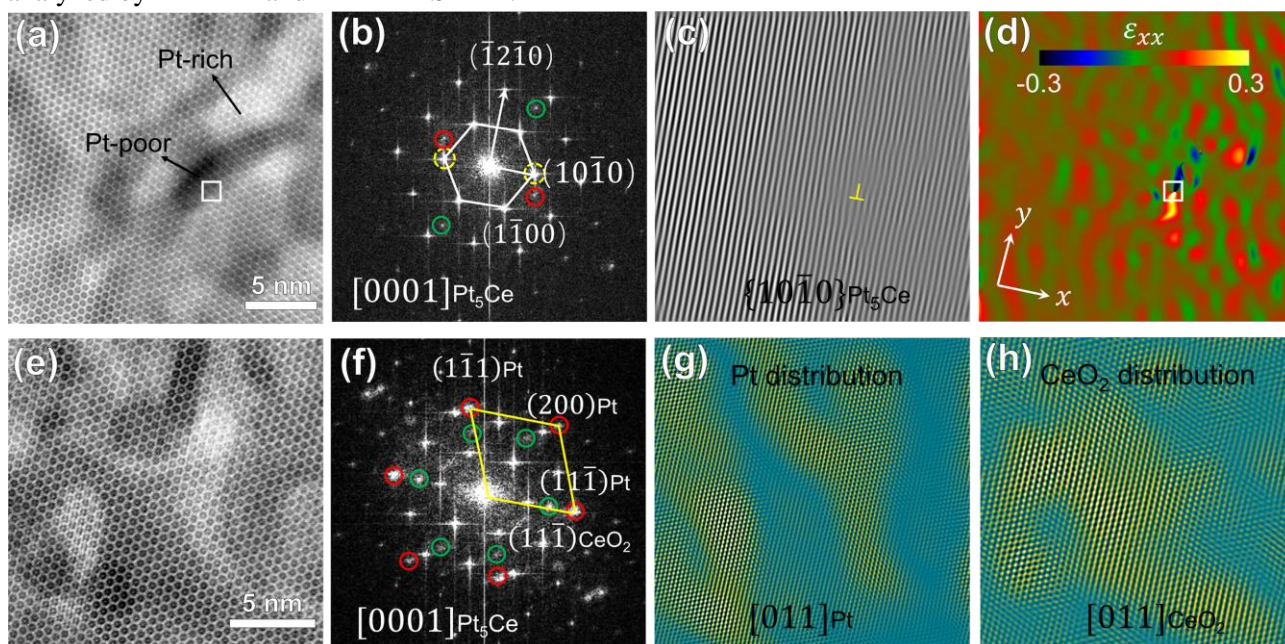 (a)
Pt-rich
Pt-poor
5 nm
(b)
(1̅21̅0)
(101̅0)
(11̅00)
[0001]Pt₅Ce
(c)
{101̅0}Pt₅Ce
(d)
εₓₓ
-0.3 0.3
y
x
(e)
5 nm
(f)
(11̅1)Pt
(200)Pt
(111̅)Pt
(111̅)CeO₂
[0001]Pt₅Ce
(g)
Pt distribution
[011]Pt
(h)
CeO₂ distribution
[011]CeO₂